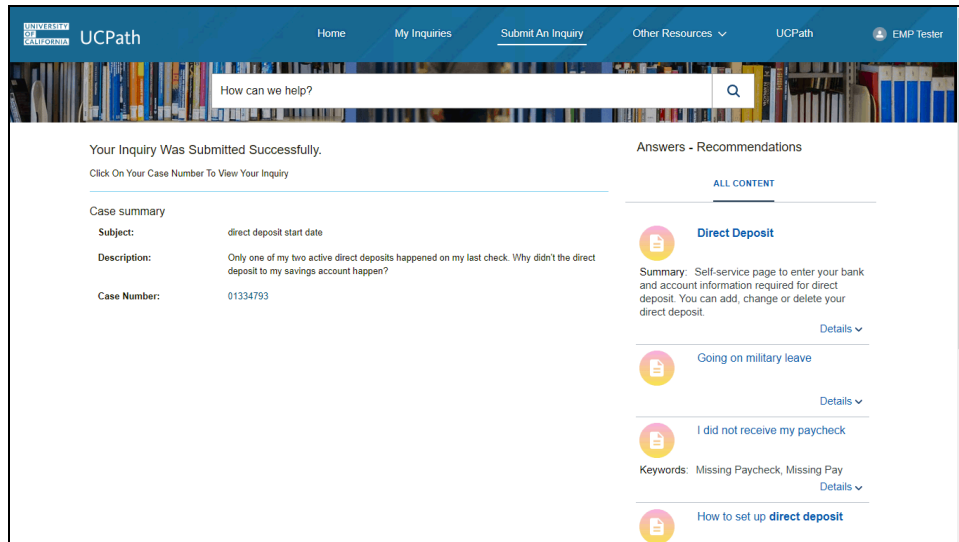 UNIVERSITY
OF
CALIFORNIA
UCPath
Home
My Inquiries
Submit An Inquiry
Other Resources
UCPath
EMP Tester
How can we help?
Your Inquiry Was Submitted Successfully.
Click On Your Case Number To View Your Inquiry
Case summary
Subject: direct deposit start date
Description: Only one of my two active direct deposits happened on my last check. Why didn't the direct
deposit to my savings account happen?
Case Number: 01334793
Answers - Recommendations
ALL CONTENT
Direct Deposit
Summary: Self-service page to enter your bank
and account information required for direct
deposit. You can add, change or delete your
direct deposit.
Details
Going on military leave
Details
I did not receive my paycheck
Keywords: Missing Paycheck, Missing Pay
Details
How to set up direct deposit